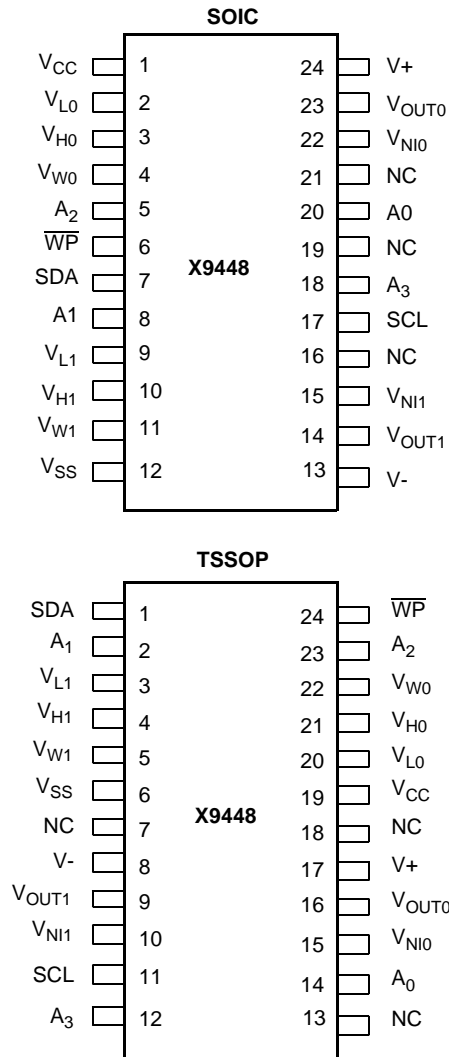 SOIC
VCC 1 24 V+
VL0 2 23 VOUT0
VH0 3 22 VNI0
VW0 4 21 NC
A2 5 20 A0
WP 6 19 NC
X9448
SDA 7 18 A3
A1 8 17 SCL
VL1 9 16 NC
VH1 10 15 VNI1
VW1 11 14 VOUT1
VSS 12 13 V-
TSSOP
SDA 1 24 WP
A1 2 23 A2
VL1 3 22 VW0
VH1 4 21 VH0
VW1 5 20 VL0
VSS 6 19 VCC
X9448
NC 7 18 NC
V- 8 17 V+
VOUT1 9 16 VOUT0
VNI1 10 15 VNI0
SCL 11 14 A0
A3 12 13 NC